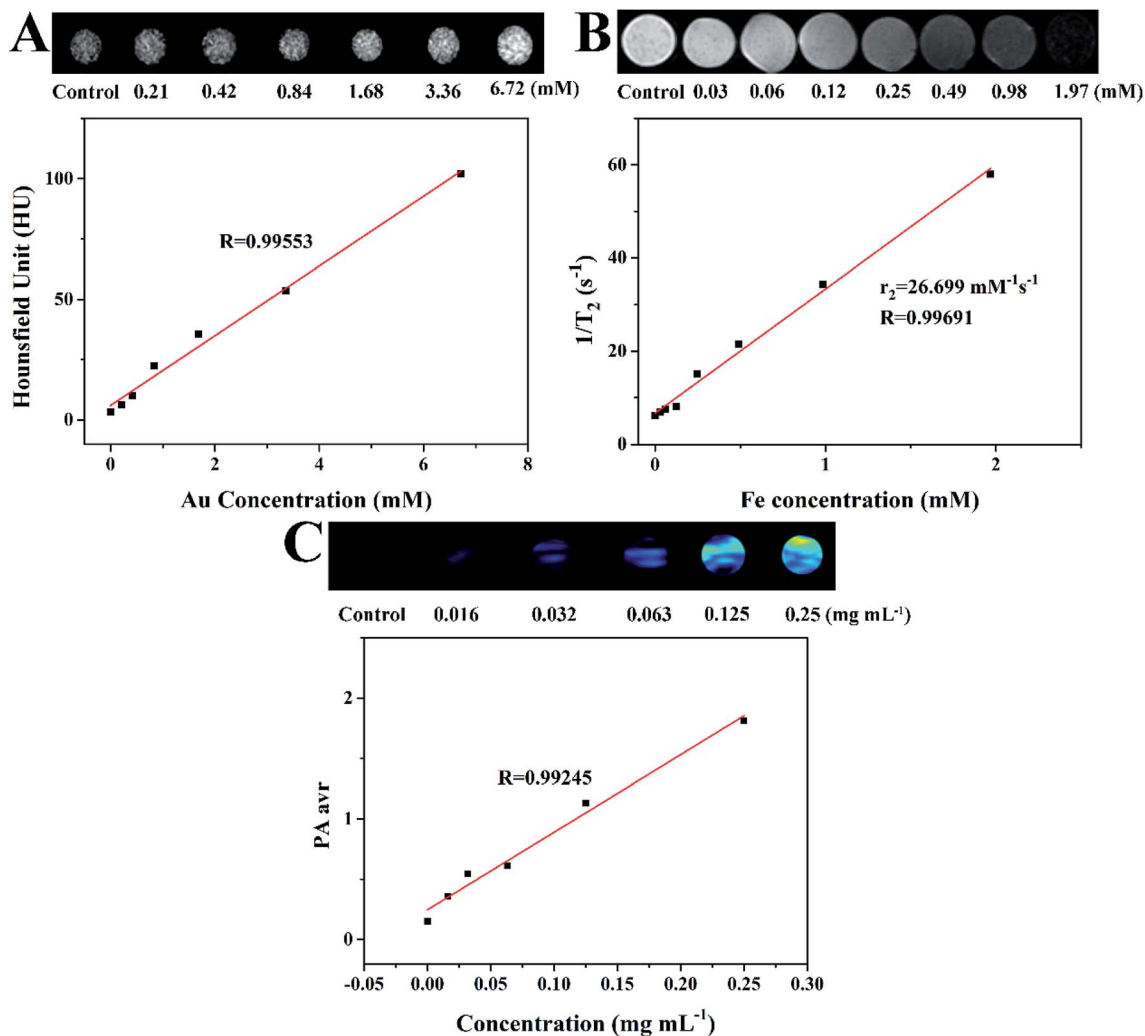 A
Control 0.21 0.42 0.84 1.68 3.36 6.72 (mM)
100
50
0
Hounsfield Unit (HU)
R=0.99553
0 2 4 6 8
Au Concentration (mM)
B
Control 0.03 0.06 0.12 0.25 0.49 0.98 1.97 (mM)
60
40
20
0
1/T₂ (s⁻¹)
r₂=26.699 mM⁻¹s⁻¹
R=0.99691
0 1 2
Fe concentration (mM)
C
Control 0.016 0.032 0.063 0.125 0.25 (mg mL⁻¹)
2
1
0
PA avr
R=0.99245
-0.05 0.00 0.05 0.10 0.15 0.20 0.25 0.30
Concentration (mg mL⁻¹)